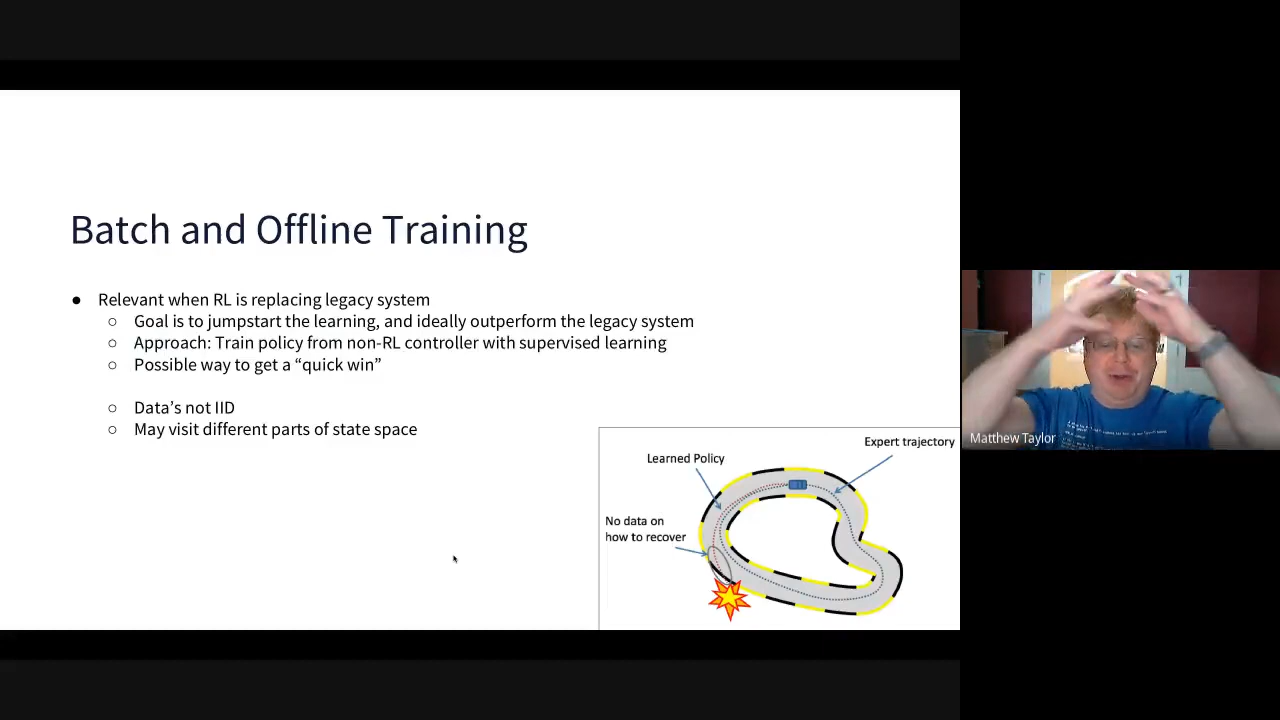 Batch and Offline Training
● Relevant when RL is replacing legacy system
○ Goal is to jumpstart the learning, and ideally outperform the legacy system
○ Approach: Train policy from non-RL controller with supervised learning
○ Possible way to get a “quick win”
○ Data’s not IID
○ May visit different parts of state space
Expert trajectory
Learned Policy
No data on
how to recover
Matthew Taylor